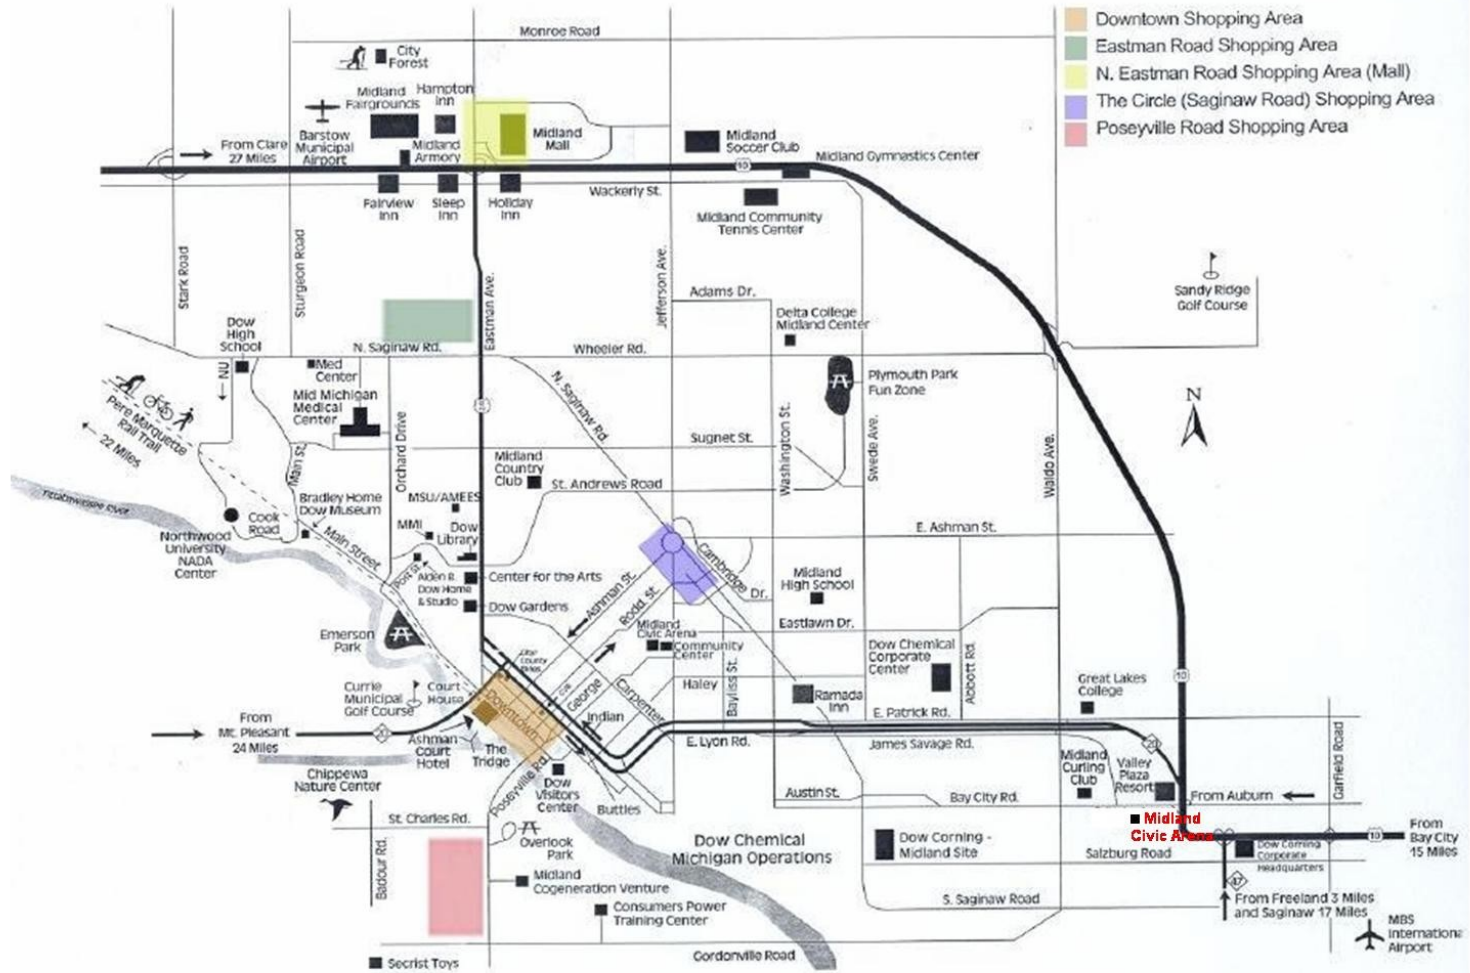 Downtown Shopping Area
Eastman Road Shopping Area
N. Eastman Road Shopping Area (Mall)
The Circle (Saginaw Road) Shopping Area
Poseyville Road Shopping Area
Monroe Road
City
Forest
Hampton
Inn
Midland
Fairgrounds
Barstow
Municipal
Airport
From Clare
27 Miles
Midland
Armory
Midland
Mall
Midland
Soccer Club
10
Midland Gymnastics Center
Wackerly St.
Fairview
Inn
Sleep
Inn
Holiday
Inn
Midland Community
Tennis Center
Stark Road
Sturgeon Road
Eastman Ave.
Jefferson Ave.
Adams Dr.
Sandy Ridge
Golf Course
Delta College
Midland Center
Dow
High
School
N. Saginaw Rd.
Wheeler Rd.
NU
Med
Center
Mid Michigan
Medical
Center
N. Saginaw Rd.
Plymouth Park
Fun Zone
N
Pere Marquette
Rail Trail
22 Miles
Orchard Drive
Main St.
Sugnet St.
Washington St.
Swede Ave.
Waldo Ave.
Midland
Country
Club
St. Andrews Road
Bradley Home
Dow Museum
MSU/AMEES
Cook
Road
Northwood
University
NADA
Center
Main Street
MMI
Dow
Library
Post St.
Alden B.
Dow Home
& Studio
Center for the Arts
Dow Gardens
E. Ashman St.
Cambridge
Dr.
Ashman St.
Rodd St.
Midland
High School
Eastlawn Dr.
Emerson
Park
Midland
Civic Arena
Community
Center
Dow Chemical
Corporate
Center
Abbott Rd.
Haley
Bayliss St.
George
Carpenter
Indian
Currie
Municipal
Golf Course
Court
House
Downtown
Ramada
Inn
Great Lakes
College
10
E. Patrick Rd.
From
Mt. Pleasant
24 Miles
20
Ashman
Court
Hotel
The
Tridge
E. Lyon Rd.
James Savage Rd.
20
Garfield Road
Chippewa
Nature Center
Poseyville Rd.
Dow
Visitors
Center
Buttles
Midland
Curling
Club
Valley
Plaza
Resort
Austin St.
Bay City Rd.
From Auburn
St. Charles Rd.
Badour Rd.
Overlook
Park
Dow Chemical
Michigan Operations
Dow Corning -
Midland Site
Midland
Civic Arena
10
From
Bay City
15 Miles
Salzburg Road
Dow Corning
Corporate
Headquarters
Midland
Cogeneration Venture
47
Consumers Power
Training Center
S. Saginaw Road
From Freeland 3 Miles
and Saginaw 17 Miles
MBS
International
Airport
Secrist Toys
Gordonville Road